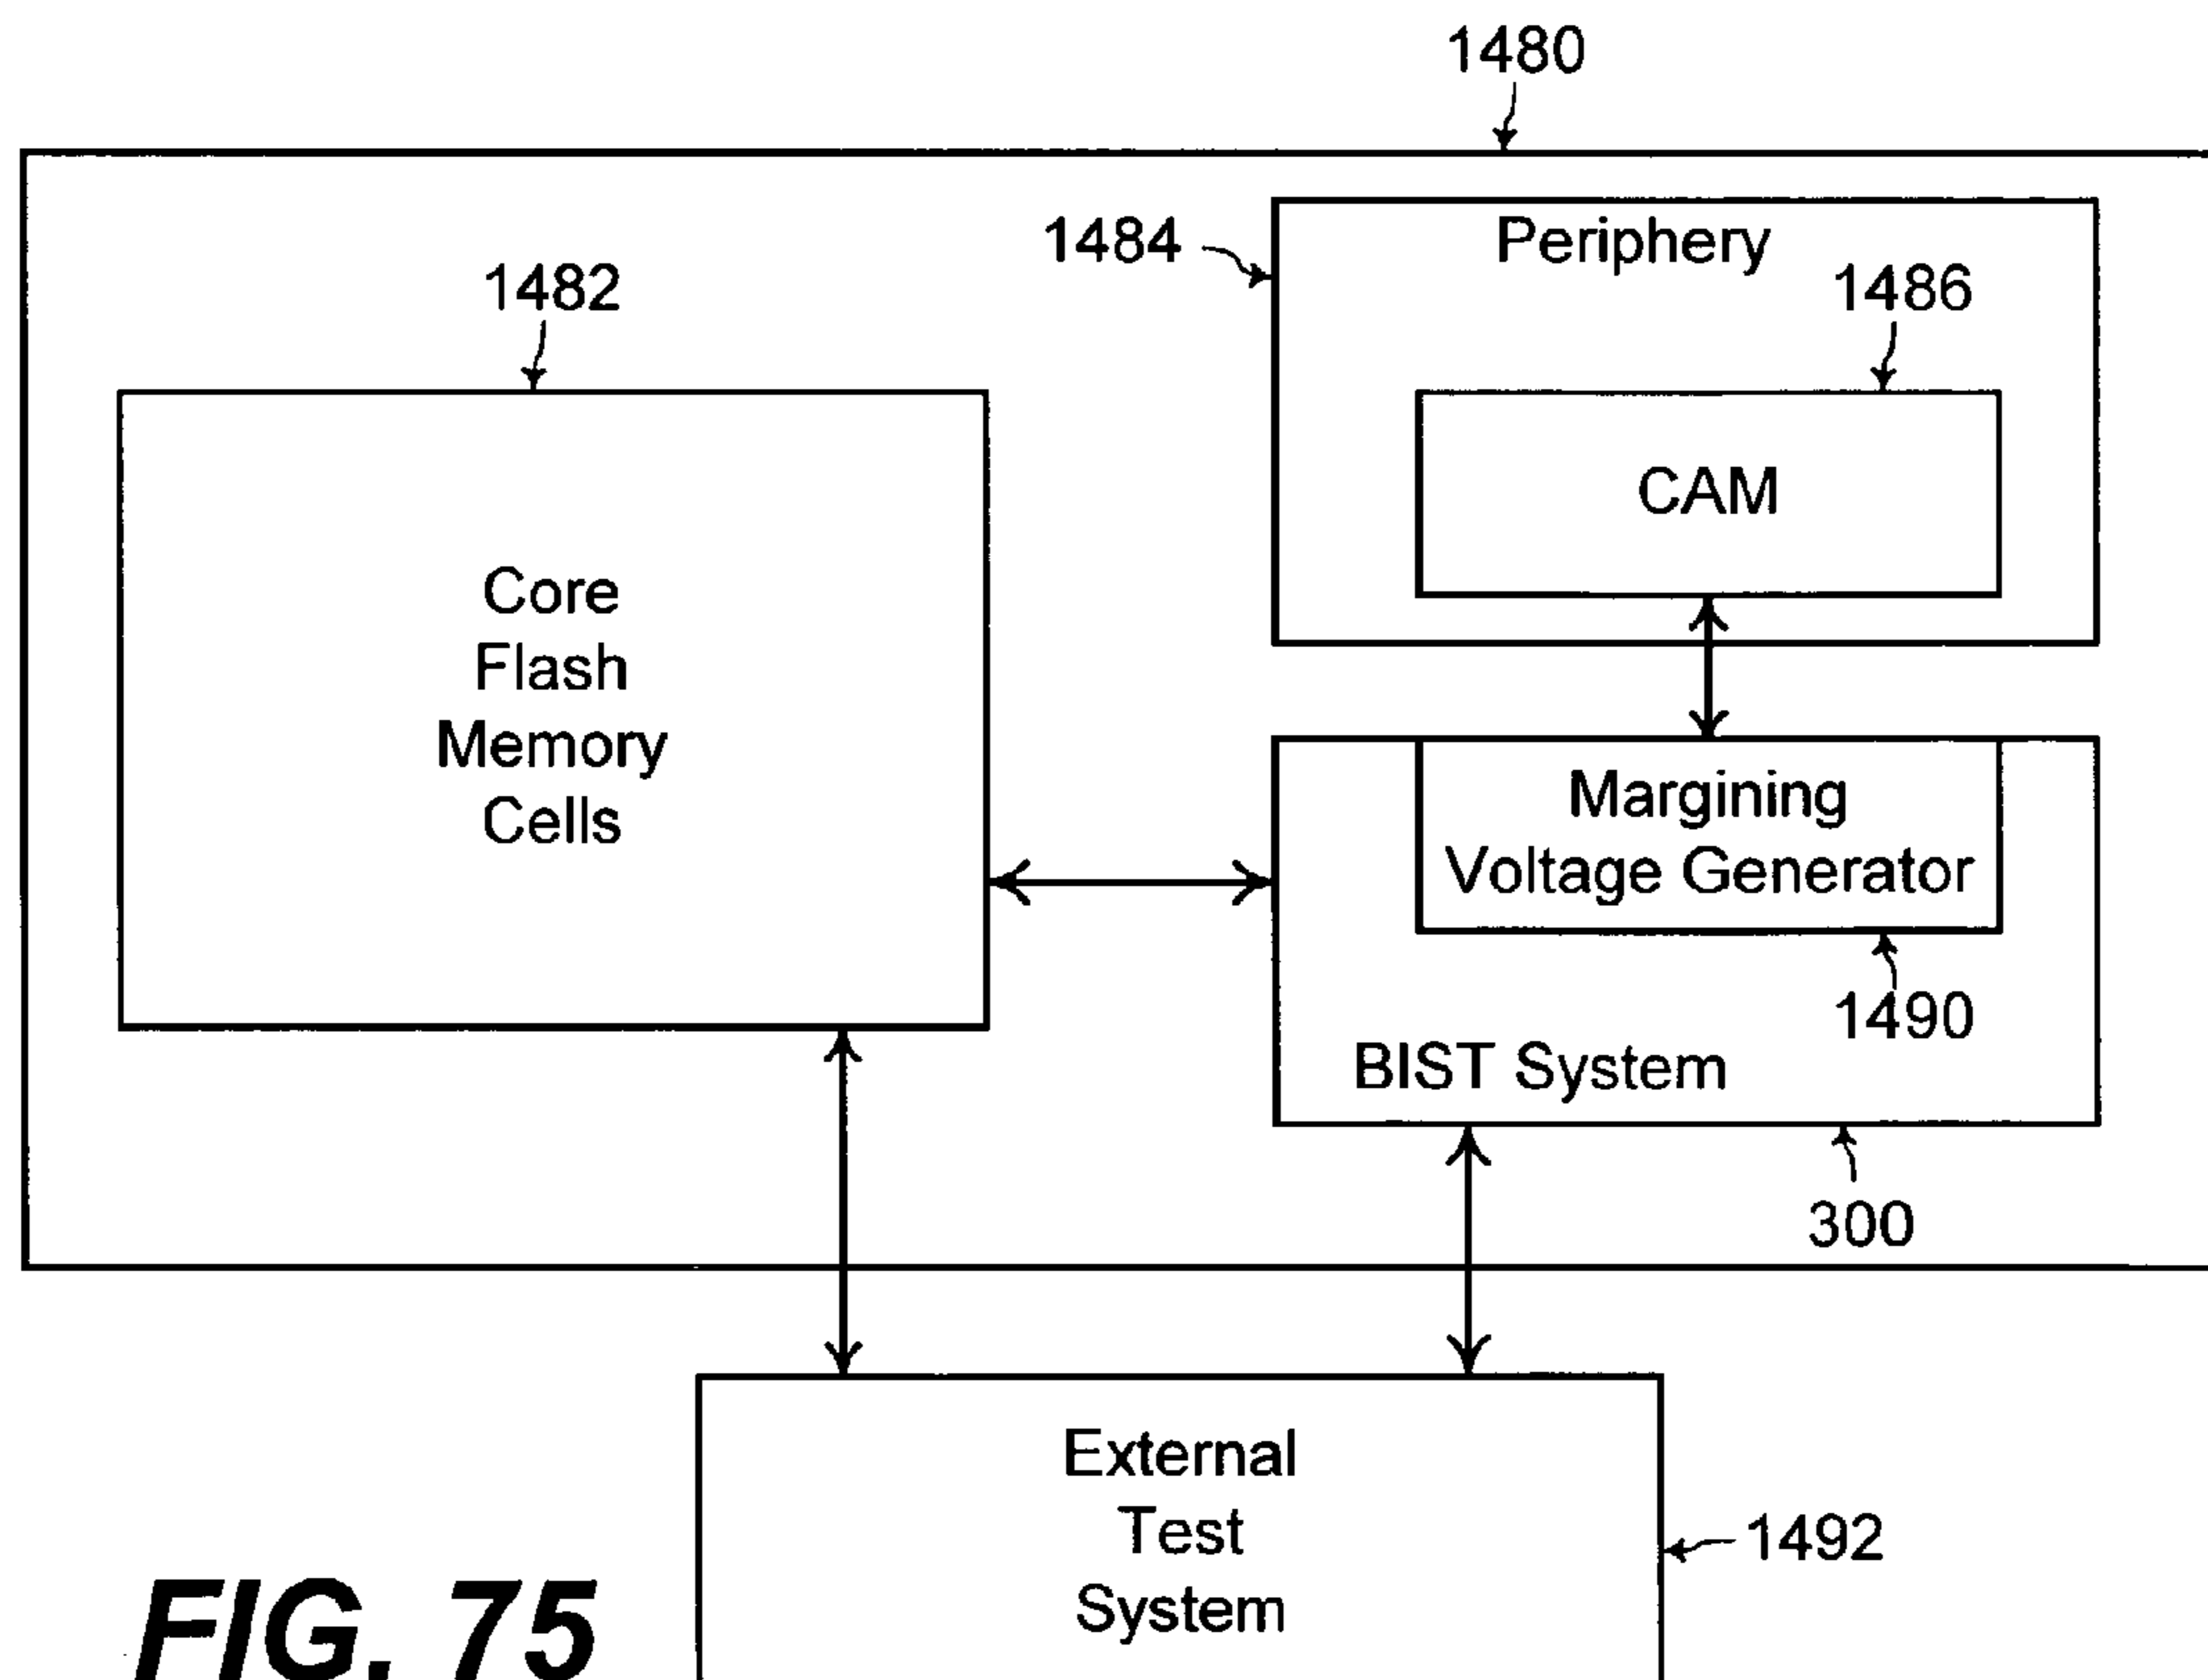 1480
1484
Periphery
1482
1486
CAM
Core
Flash
Memory
Cells
Margining
Voltage Generator
1490
BIST System
300
External
Test
System
1492
FIG. 75